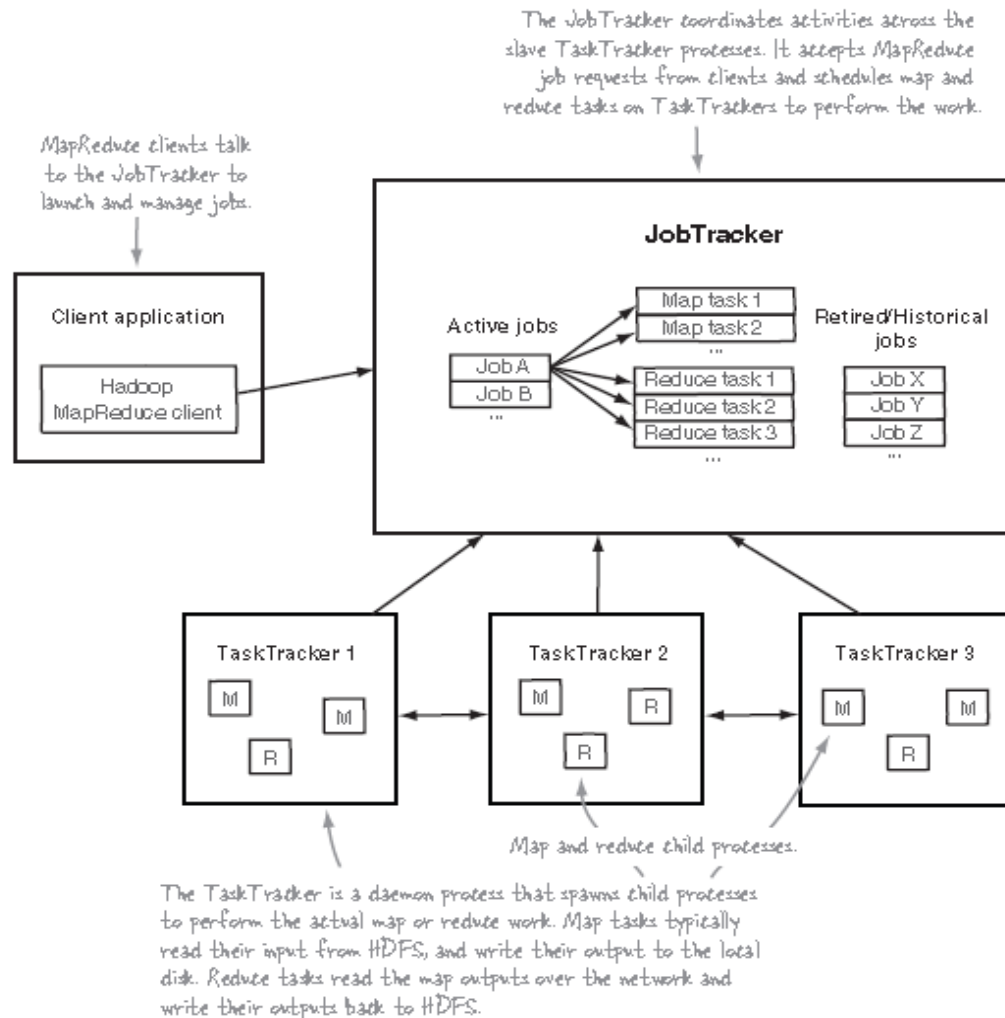 The JobTracker coordinates activities across the
slave TaskTracker processes. It accepts MapReduce
job requests from clients and schedules map and
reduce tasks on TaskTrackers to perform the work.
MapReduce clients talk
to the JobTracker to
launch and manage jobs.
JobTracker
Client application
Hadoop
MapReduce client
Active jobs
Job A
Job B
...
Map task 1
Map task 2
...
Reduce task 1
Reduce task 2
Reduce task 3
...
Retired/Historical
jobs
Job X
Job Y
Job Z
...
TaskTracker 1
M
M
R
TaskTracker 2
M
R
R
TaskTracker 3
M
M
R
Map and reduce child processes.
The TaskTracker is a daemon process that spawns child processes
to perform the actual map or reduce work. Map tasks typically
read their input from HDFS, and write their output to the local
disk. Reduce tasks read the map outputs over the network and
write their outputs back to HDFS.